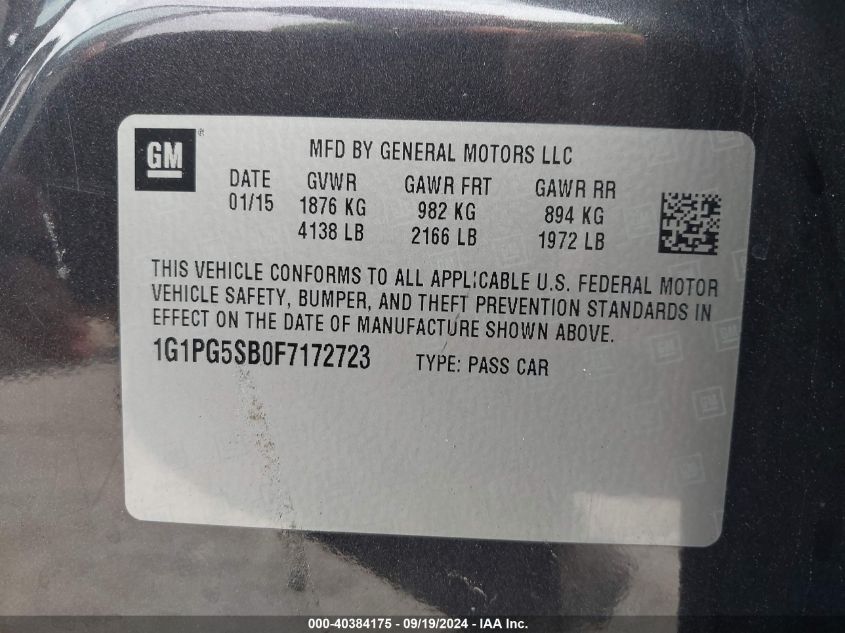 GM
MFD BY GENERAL MOTORS LLC
DATE GVWR GAWR FRT GAWR RR
01/15 1876 KG 982 KG 894 KG
4138 LB 2166 LB 1972 LB
THIS VEHICLE CONFORMS TO ALL APPLICABLE U.S. FEDERAL MOTOR
VEHICLE SAFETY, BUMPER, AND THEFT PREVENTION STANDARDS IN
EFFECT ON THE DATE OF MANUFACTURE SHOWN ABOVE.
1G1PG5SB0F7172723 TYPE: PASS CAR
000-40384175 - 09/19/2024 - IAA Inc.